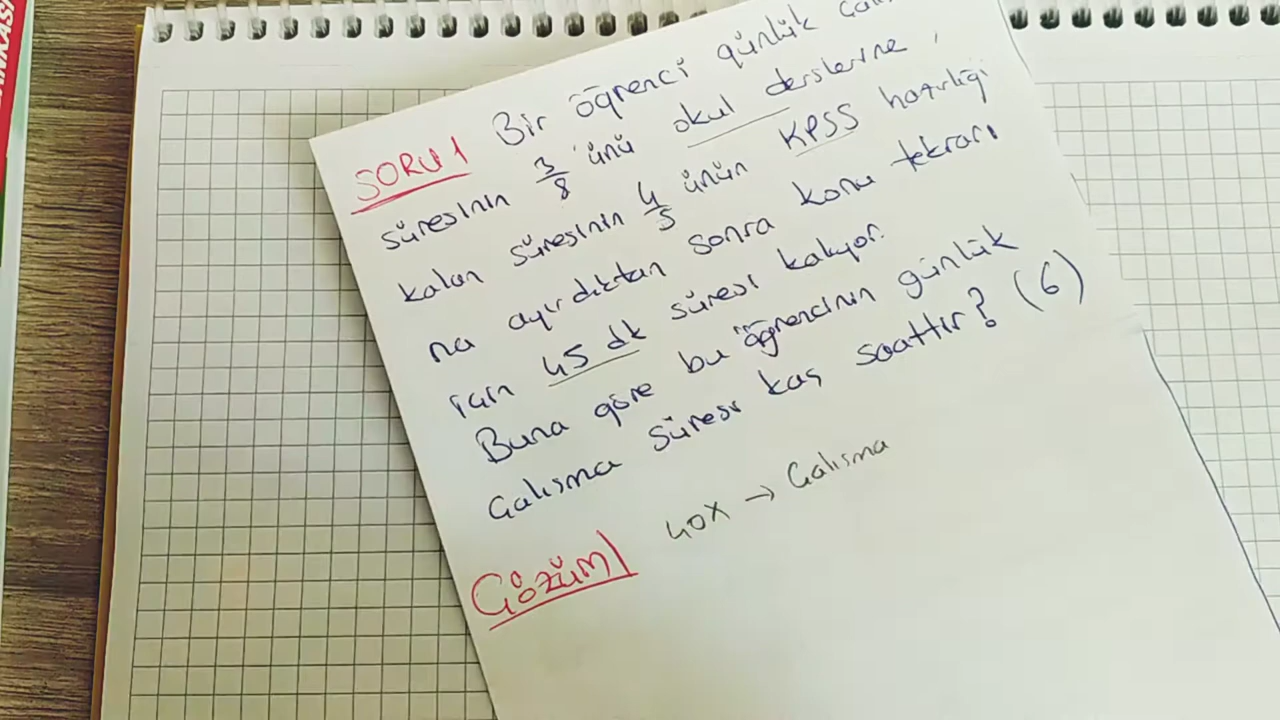 SORU 1 Bir öğrenci günlük
süresinin 3/8 'ünü okul derslerine,
kalan süresinin 4/5 ünün KPSS hazırlığı
na ayırdıktan sonra konu tekrarı
için 45 dk süresi kalıyor.
Buna göre bu öğrencinin günlük
Çalışma süresi kaç saattir? (6)
Çözüm 40x → Çalışma